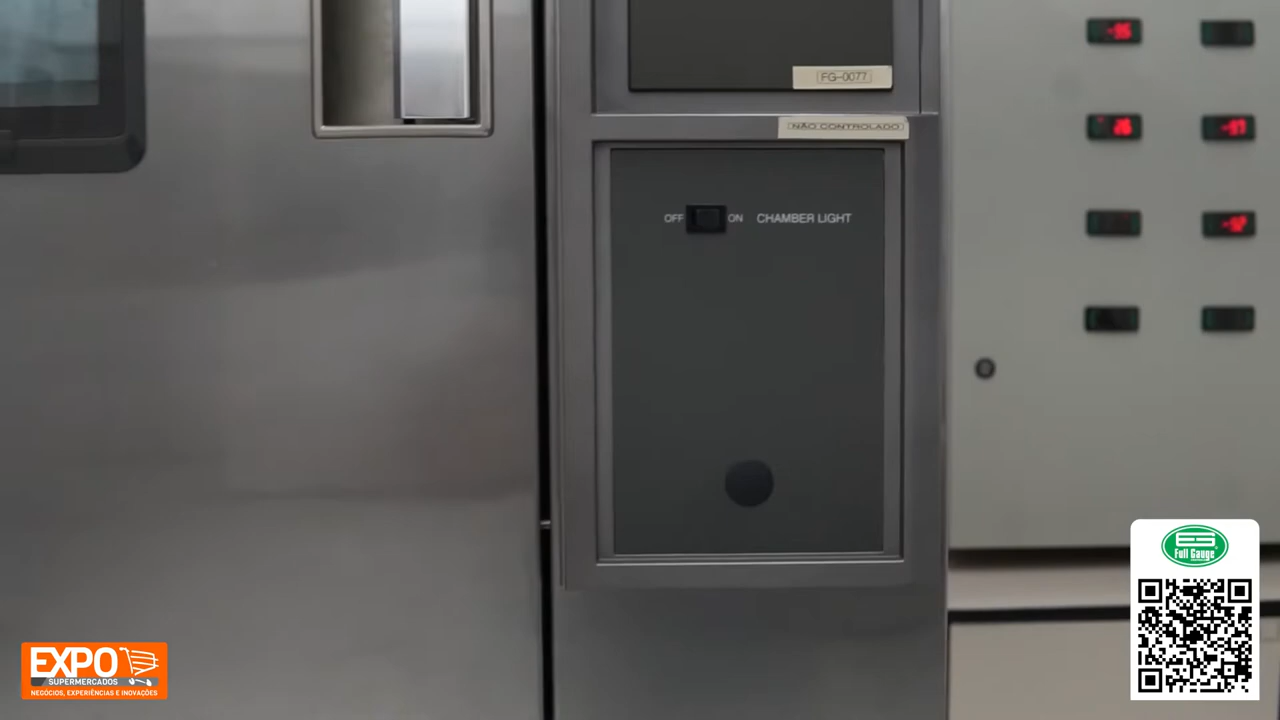 FG-0077
NÃO CONTROLADO
OFF ON CHAMBER LIGHT
Full Gauge
EXPO
SUPERMERCADOS
NEGÓCIOS, EXPERIÊNCIAS E INOVAÇÕES